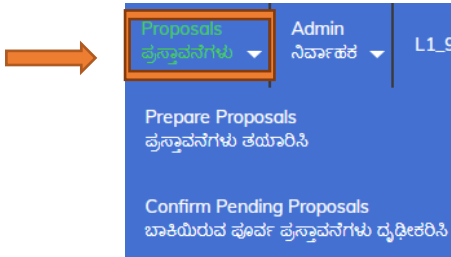 Proposals
ಪ್ರಸ್ತಾವನೆಗಳು
Admin
ನಿರ್ವಾಹಕ
L1_9
Prepare Proposals
ಪ್ರಸ್ತಾವನೆಗಳು ತಯಾರಿಸಿ
Confirm Pending Proposals
ಬಾಕಿಯಿರುವ ಪೂರ್ವ ಪ್ರಸ್ತಾವನೆಗಳು ದೃಢೀಕರಿಸಿ